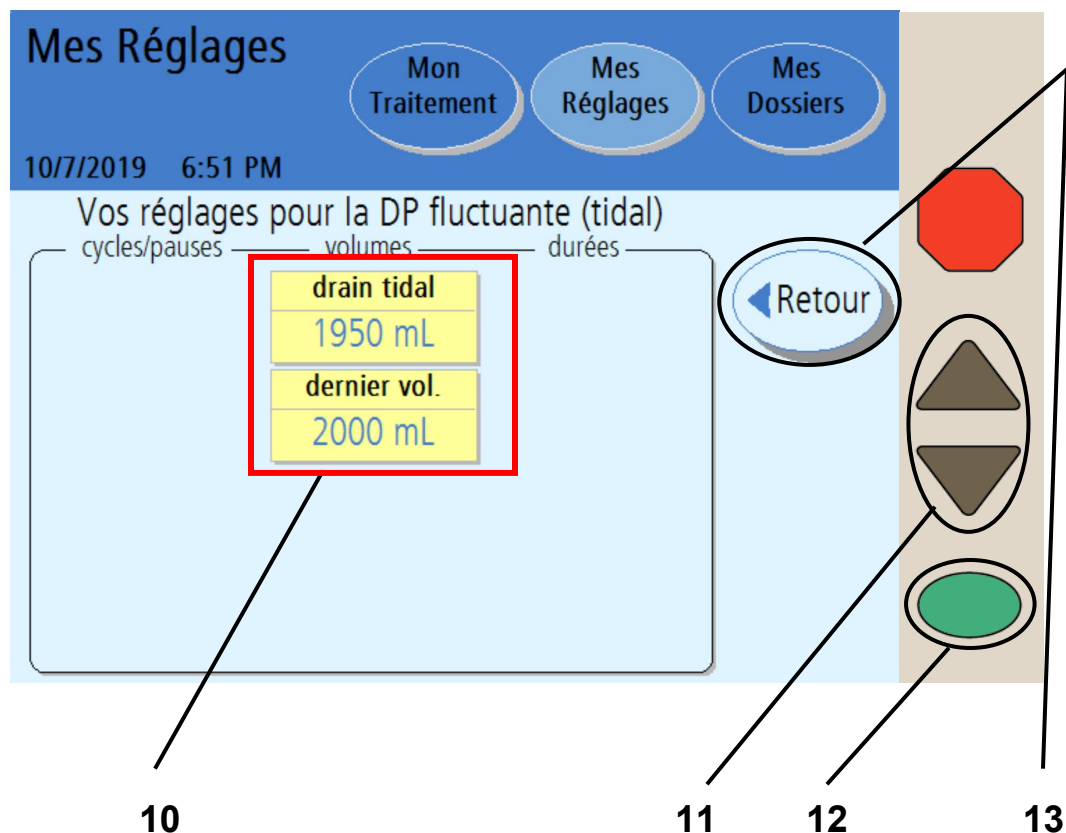 Mes Réglages
Mon
Traitement
Mes
Réglages
Mes
Dossiers
10/7/2019 6:51 PM
Vos réglages pour la DP fluctuante (tidal)
cycles/pauses volumes durées
drain tidal
1950 mL
dernier vol.
2000 mL
Retour
10 11 12 13